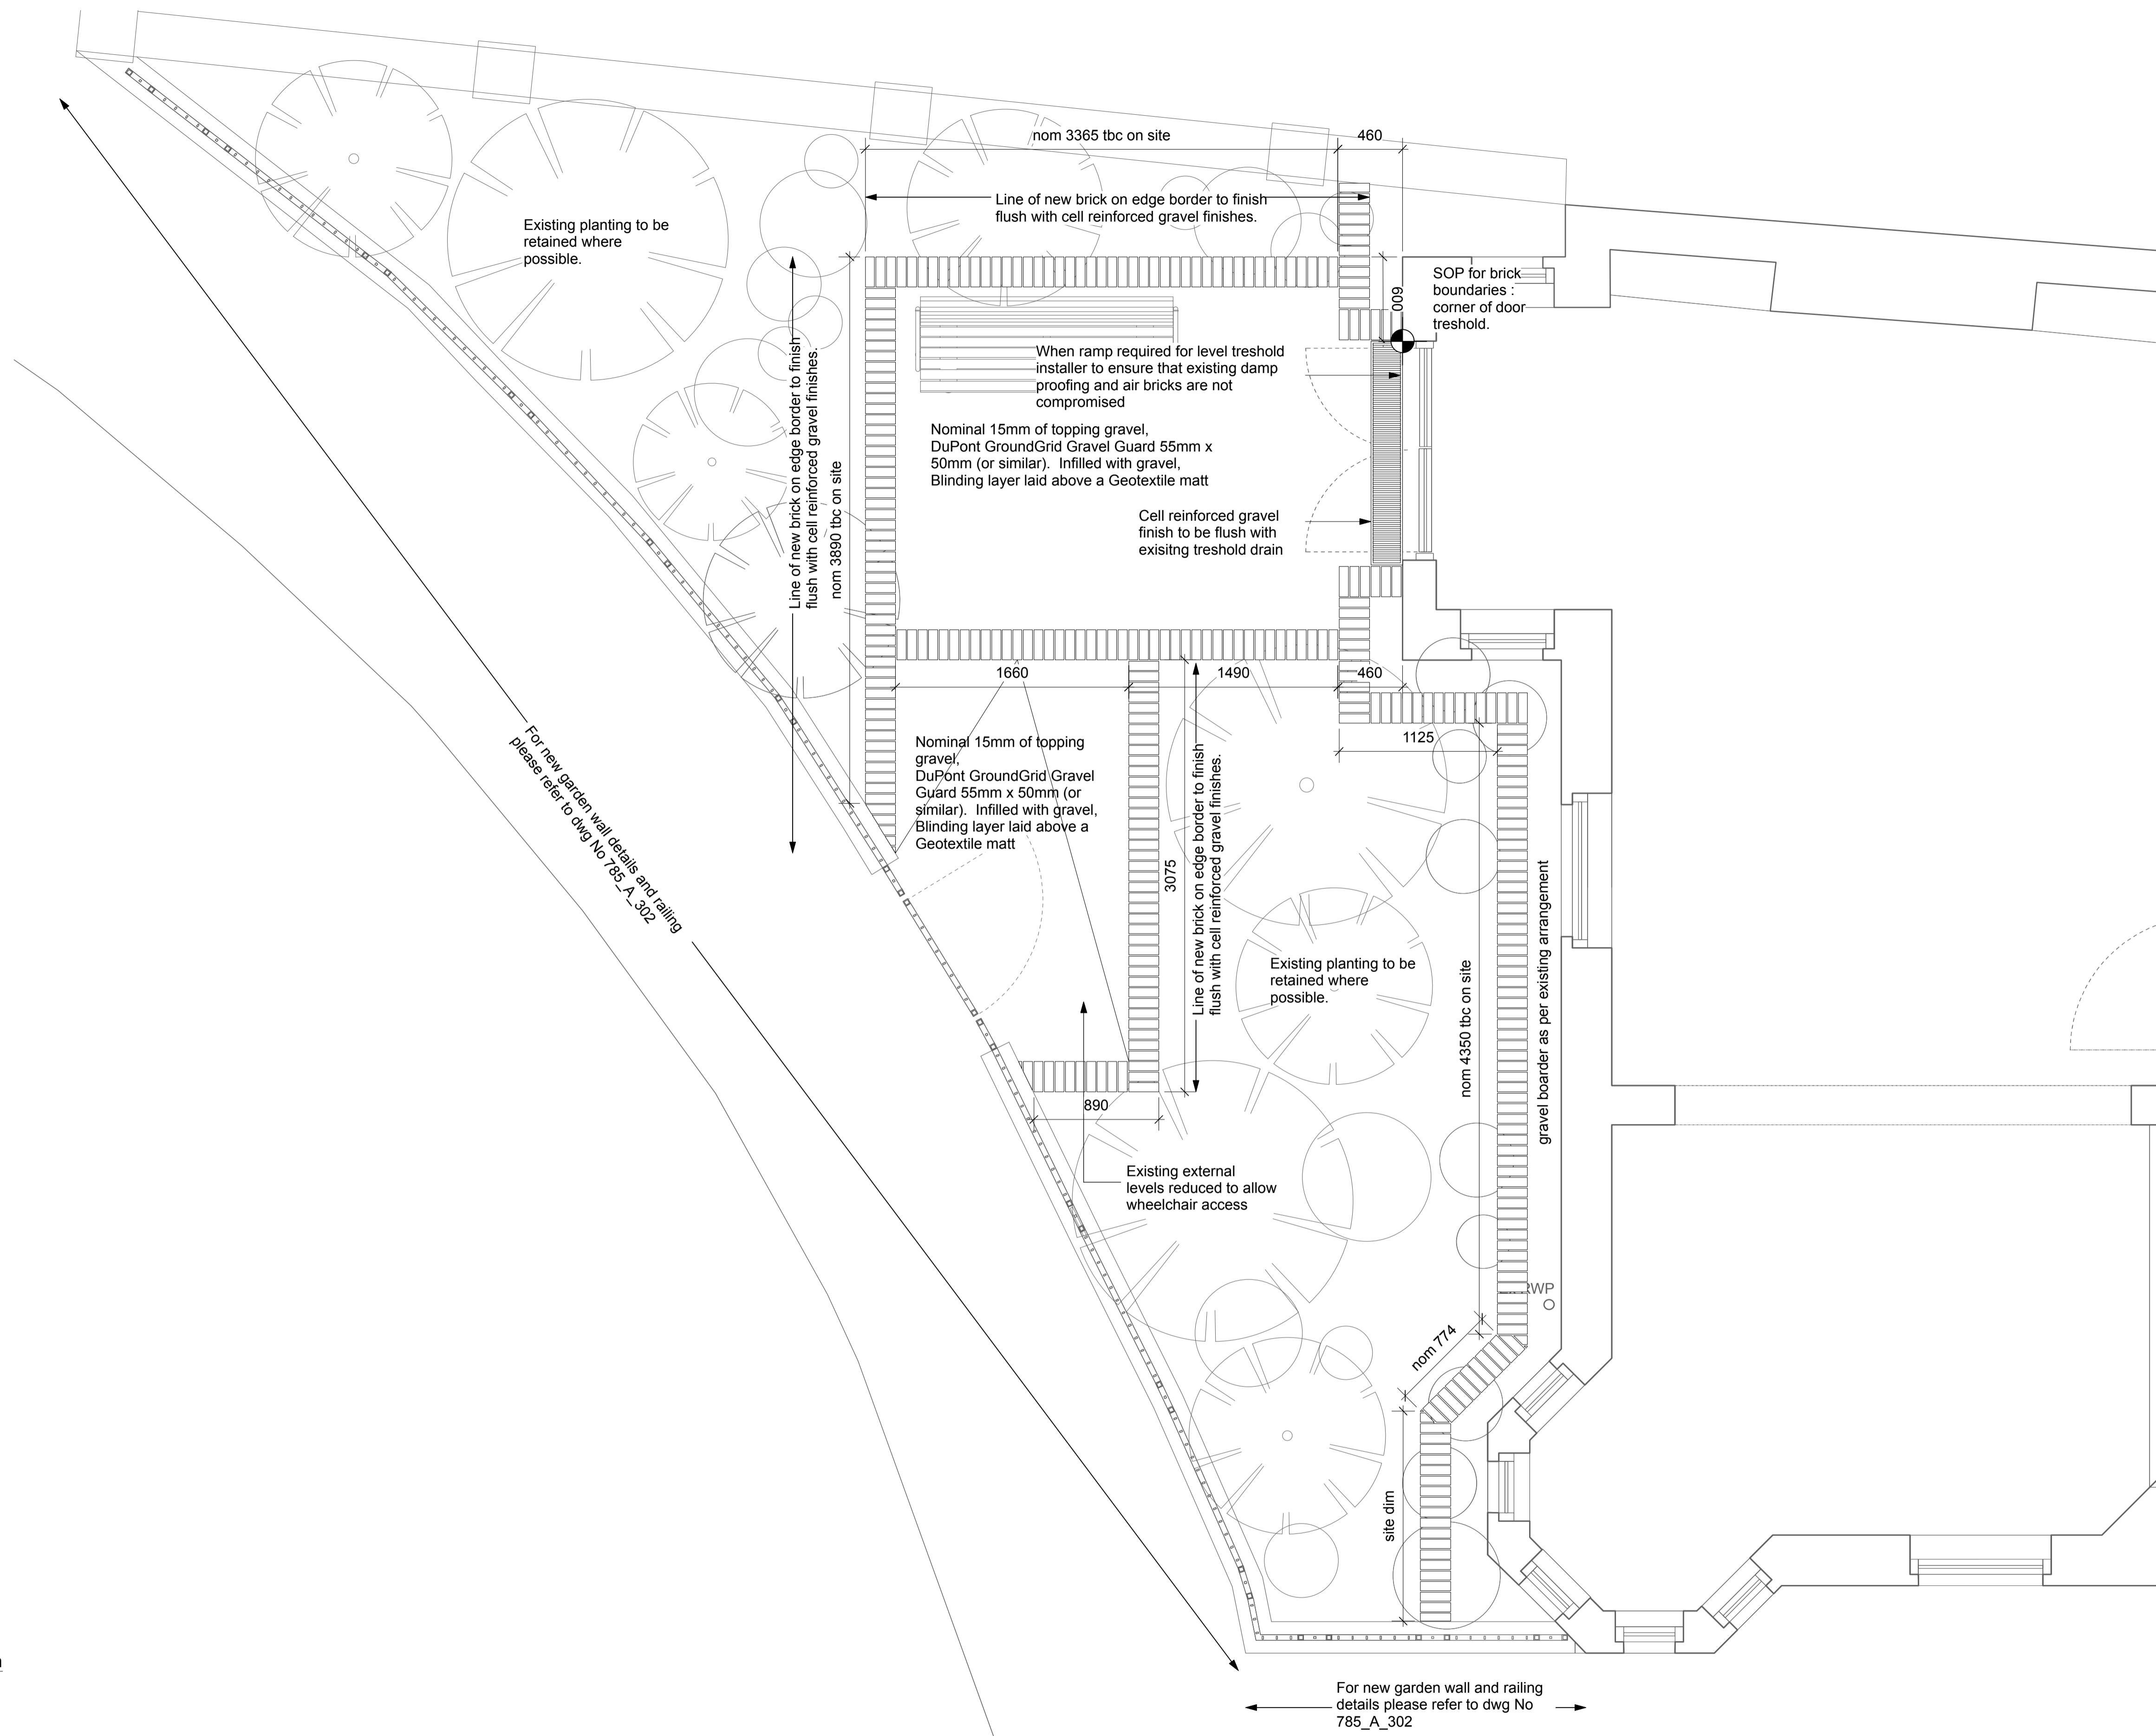 nom 3365 tbc on site
460
Line of new brick on edge border to finish
flush with cell reinforced gravel finishes.
Existing planting to be
retained where
possible.
SOP for brick
boundaries :
corner of door
treshold.
600
When ramp required for level treshold
installer to ensure that existing damp
proofing and air bricks are not
compromised
Line of new brick on edge border to finish
flush with cell reinforced gravel finishes.
nom 3890 tbc on site
Nominal 15mm of topping gravel,
DuPont GroundGrid Gravel Guard 55mm x
50mm (or similar).  Infilled with gravel,
Blinding layer laid above a Geotextile matt
Cell reinforced gravel
finish to be flush with
exisitng treshold drain
1660
1490
460
1125
Nominal 15mm of topping
gravel,
DuPont GroundGrid Gravel
Guard 55mm x 50mm (or
similar).  Infilled with gravel,
Blinding layer laid above a
Geotextile matt
For new garden wall details and railing
please refer to dwg No 785_A_302
3075
Line of new brick on edge border to finish
flush with cell reinforced gravel finishes.
Existing planting to be
retained where
possible.
nom 4350 tbc on site
gravel boarder as per existing arrangement
890
Existing external
levels reduced to allow
wheelchair access
RWP
nom 774
site dim
For new garden wall and railing
details please refer to dwg No
785_A_302